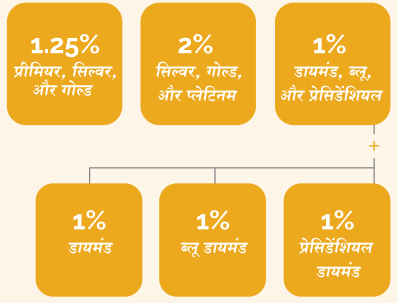 1.25%
प्रीमियर, सिल्वर,
और गोल्ड
2%
सिल्वर, गोल्ड,
और प्लेटिनम
1%
डायमंड, ब्लू,
और प्रेसिडेंशियल
+
1%
डायमंड
1%
ब्लू डायमंड
1%
प्रेसिडेंशियल
डायमंड